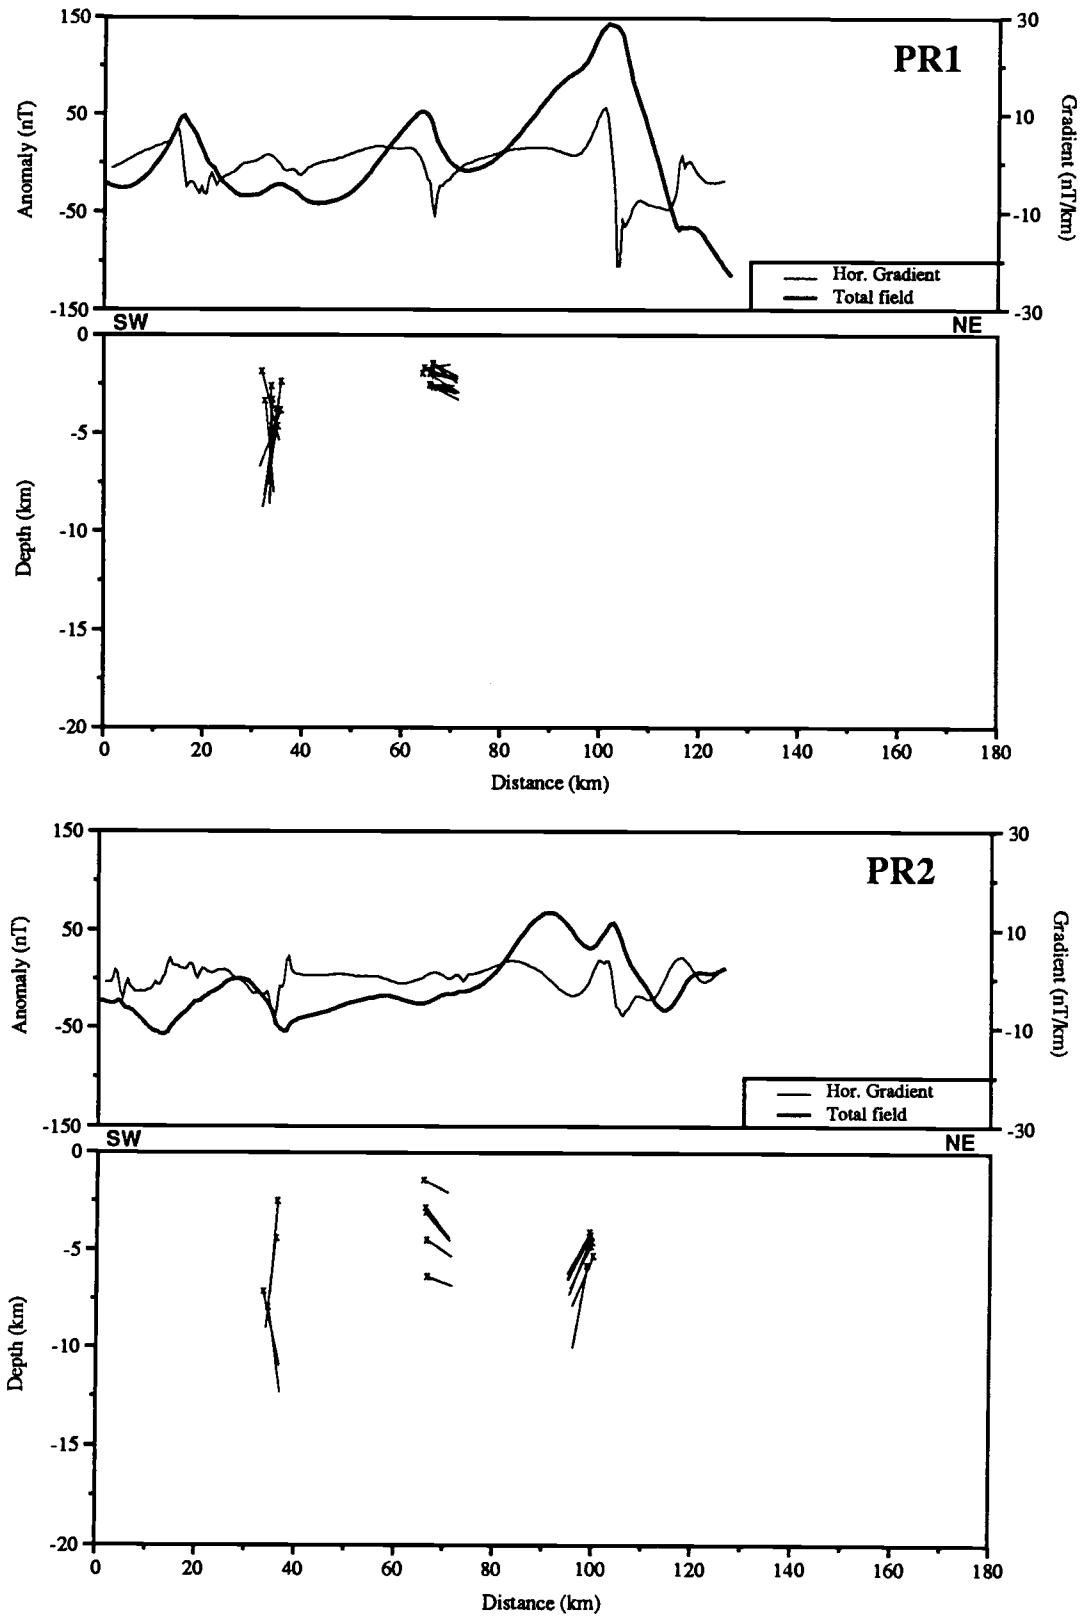 150
50
-50
-150
Anomaly (nT)
PR1
30
10
-10
-30
Gradient (nT/km)
Hor. Gradient
Total field
SW
NE
0
-5
-10
-15
-20
Depth (km)
0 20 40 60 80 100 120 140 160 180
Distance (km)
150
50
-50
-150
Anomaly (nT)
PR2
30
10
-10
-30
Gradient (nT/km)
Hor. Gradient
Total field
SW
NE
0
-5
-10
-15
-20
Depth (km)
0 20 40 60 80 100 120 140 160 180
Distance (km)